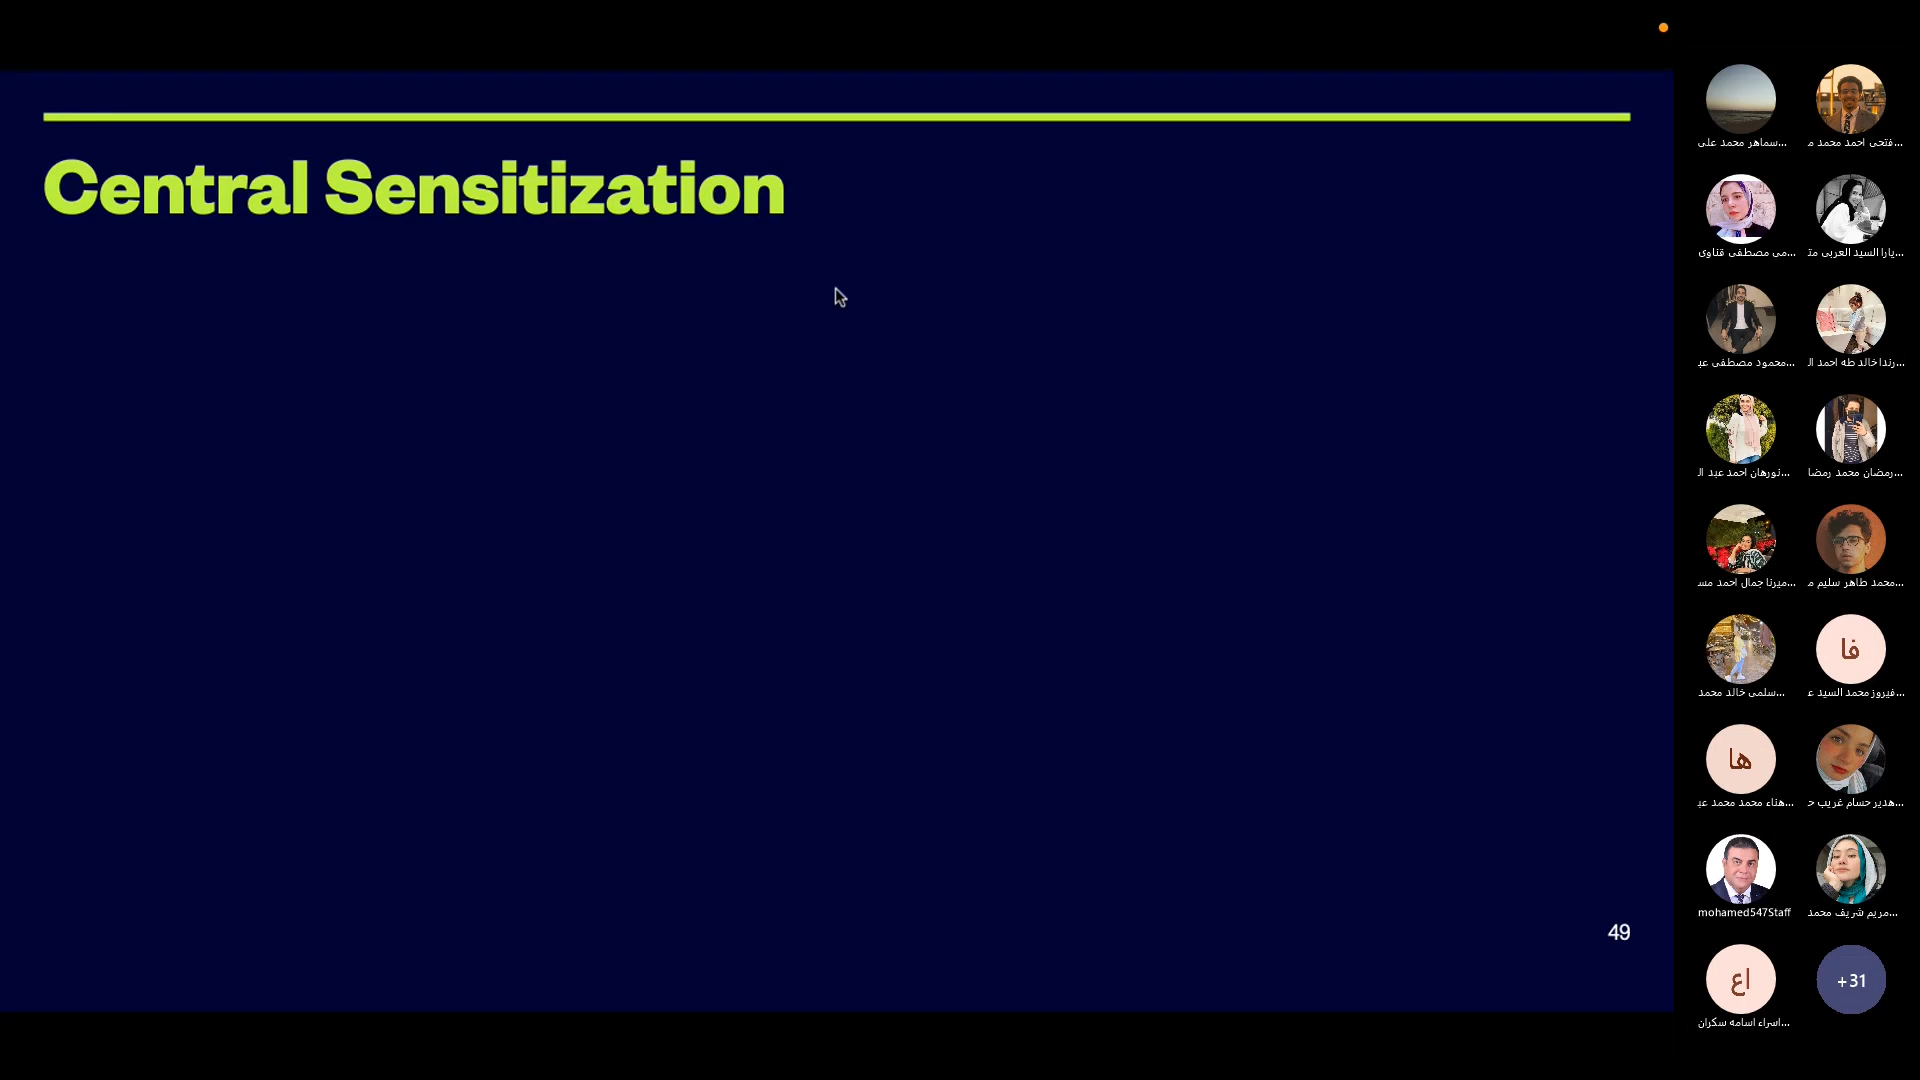 Central Sensitization
49
سماهر محمد على...
فتحى احمد محمد م...
مى مصطفى قناوى...
يارا السيد العربى مت...
محمود مصطفى عبد...
رندا خالد طه احمد ال...
نورهان احمد عبد ال...
رمضان محمد رمضا...
ميرنا جمال احمد مس...
محمد طاهر سليم م...
سلمى خالد محمد...
فا
فيروز محمد السيد ع...
ها
هناء محمد محمد عبد...
هدير حسام غريب ح...
mohamed547Staff
مريم شريف محمد...
اع
اسراء اسامه سكران...
+31